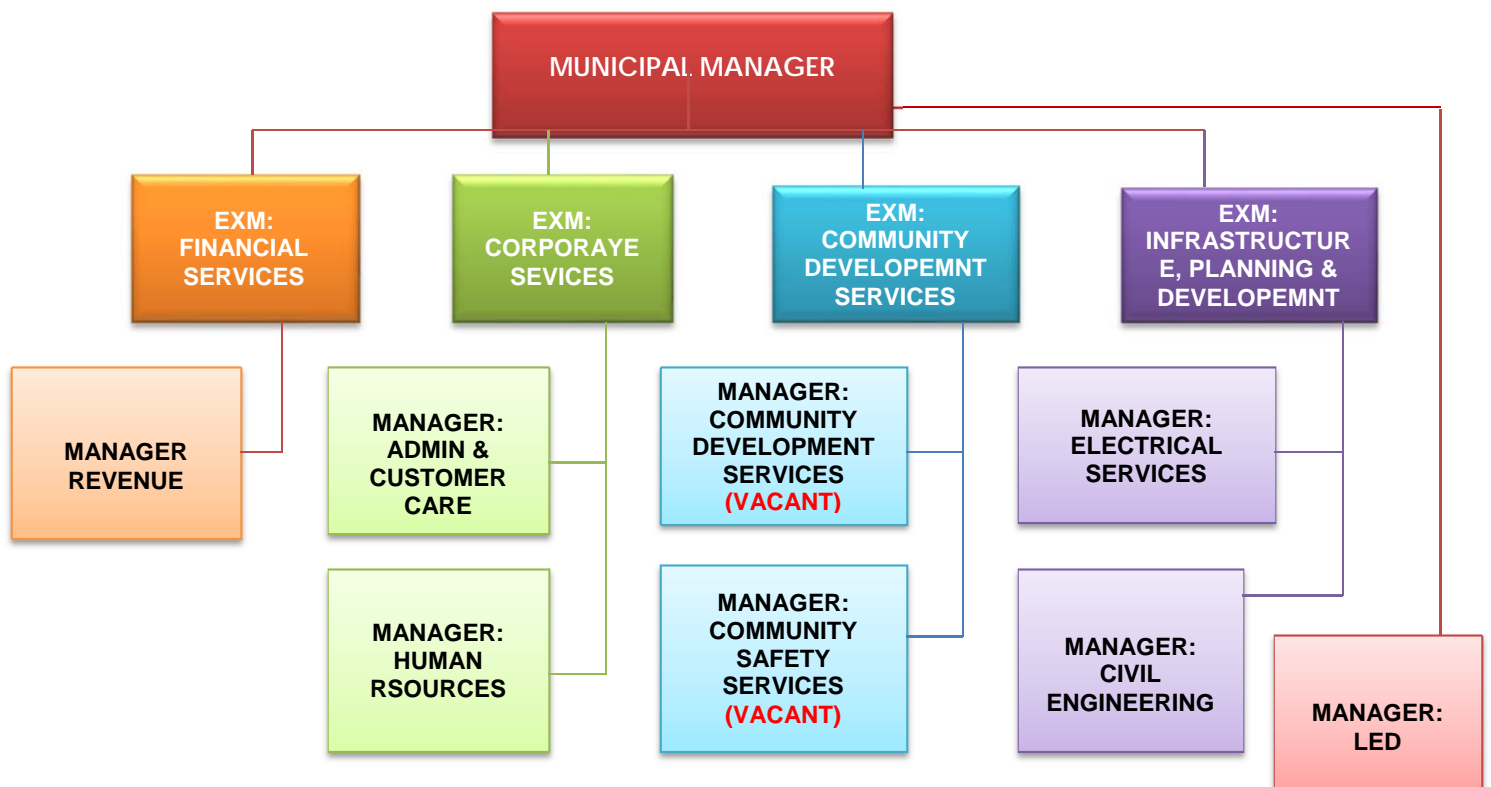 MUNICIPAL MANAGER
EXM:
FINANCIAL
SERVICES
EXM:
CORPORAYE
SEVICES
EXM:
COMMUNITY
DEVELOPEMNT
SERVICES
EXM:
INFRASTRUCTUR
E, PLANNING &
DEVELOPEMNT
MANAGER
REVENUE
MANAGER:
ADMIN &
CUSTOMER
CARE
MANAGER:
COMMUNITY
DEVELOPMENT
SERVICES
(VACANT)
MANAGER:
ELECTRICAL
SERVICES
MANAGER:
HUMAN
RSOURCES
MANAGER:
COMMUNITY
SAFETY
SERVICES
(VACANT)
MANAGER:
CIVIL
ENGINEERING
MANAGER:
LED